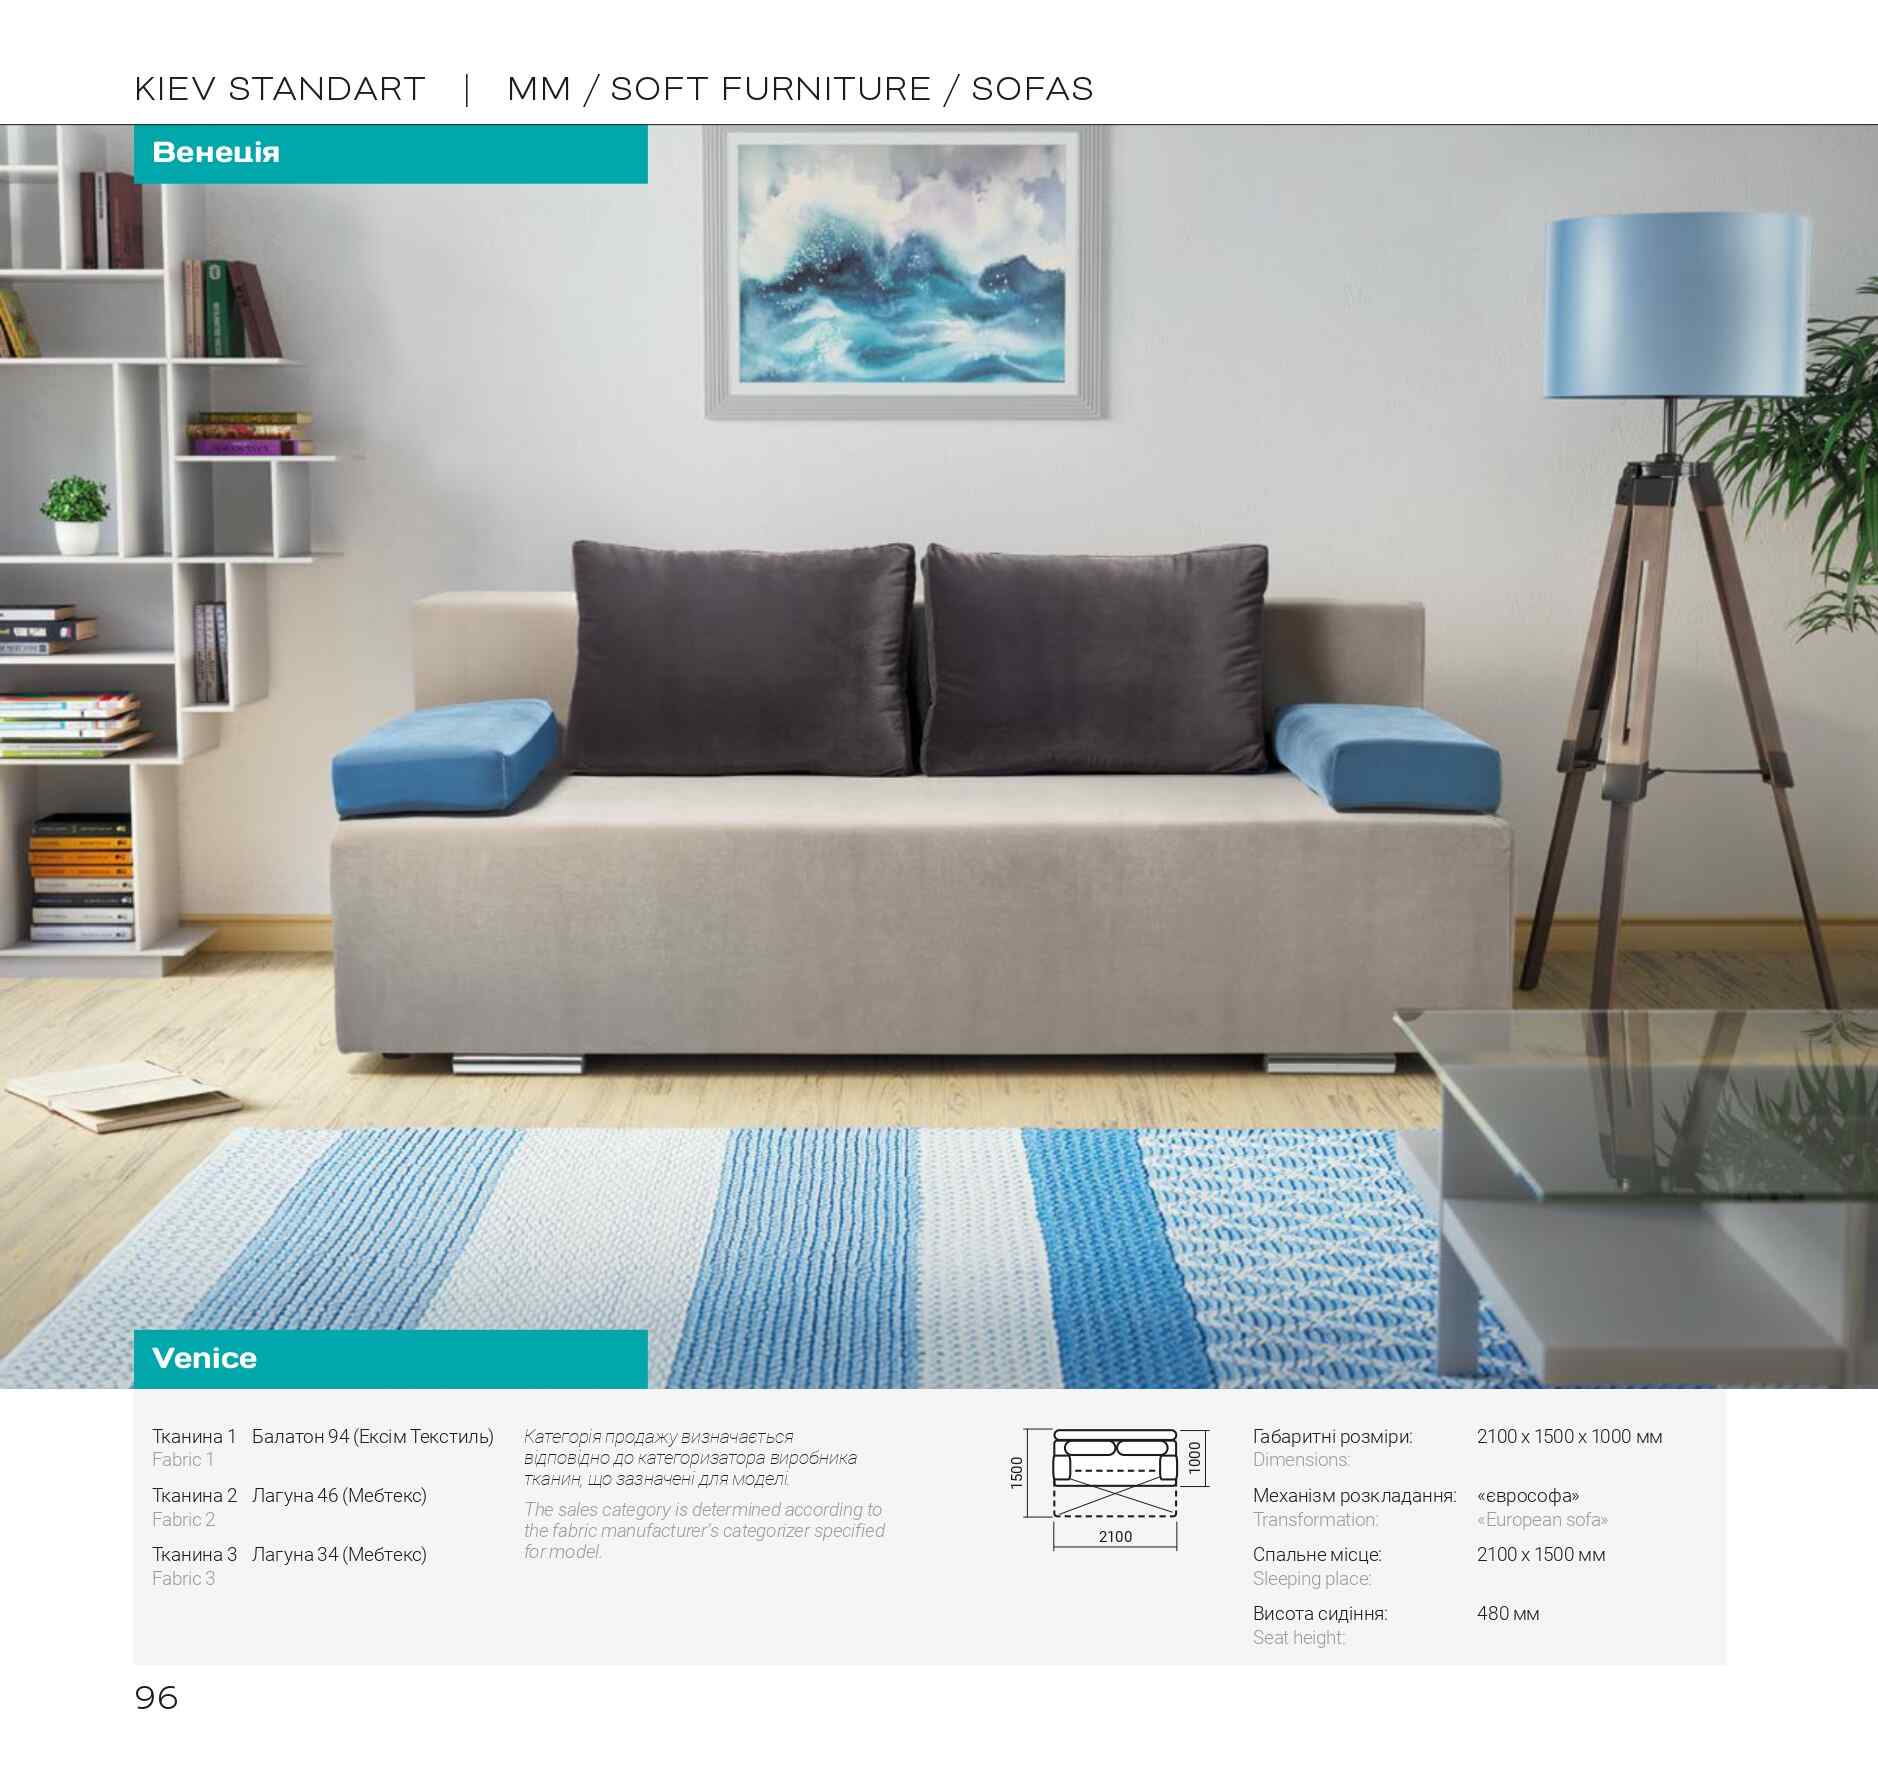 KIEV STANDART | MM / SOFT FURNITURE / SOFAS
Венеція
Venice
Тканина 1 Балатон 94 (Ексім Текстиль)
Fabric 1
Тканина 2 Лагуна 46 (Мебтекс)
Fabric 2
Тканина 3 Лагуна 34 (Мебтекс)
Fabric 3
Категорія продажу визначається
відповідно до категоризатора виробника
тканин, що зазначені для моделі.
The sales category is determined according to
the fabric manufacturer's categorizer specified
for model.
1500
1000
2100
Габаритні розміри: 2100 x 1500 x 1000 мм
Dimensions:
Механізм розкладання: «єврософа»
Transformation: «European sofa»
Спальне місце: 2100 x 1500 мм
Sleeping place:
Висота сидіння: 480 мм
Seat height:
96